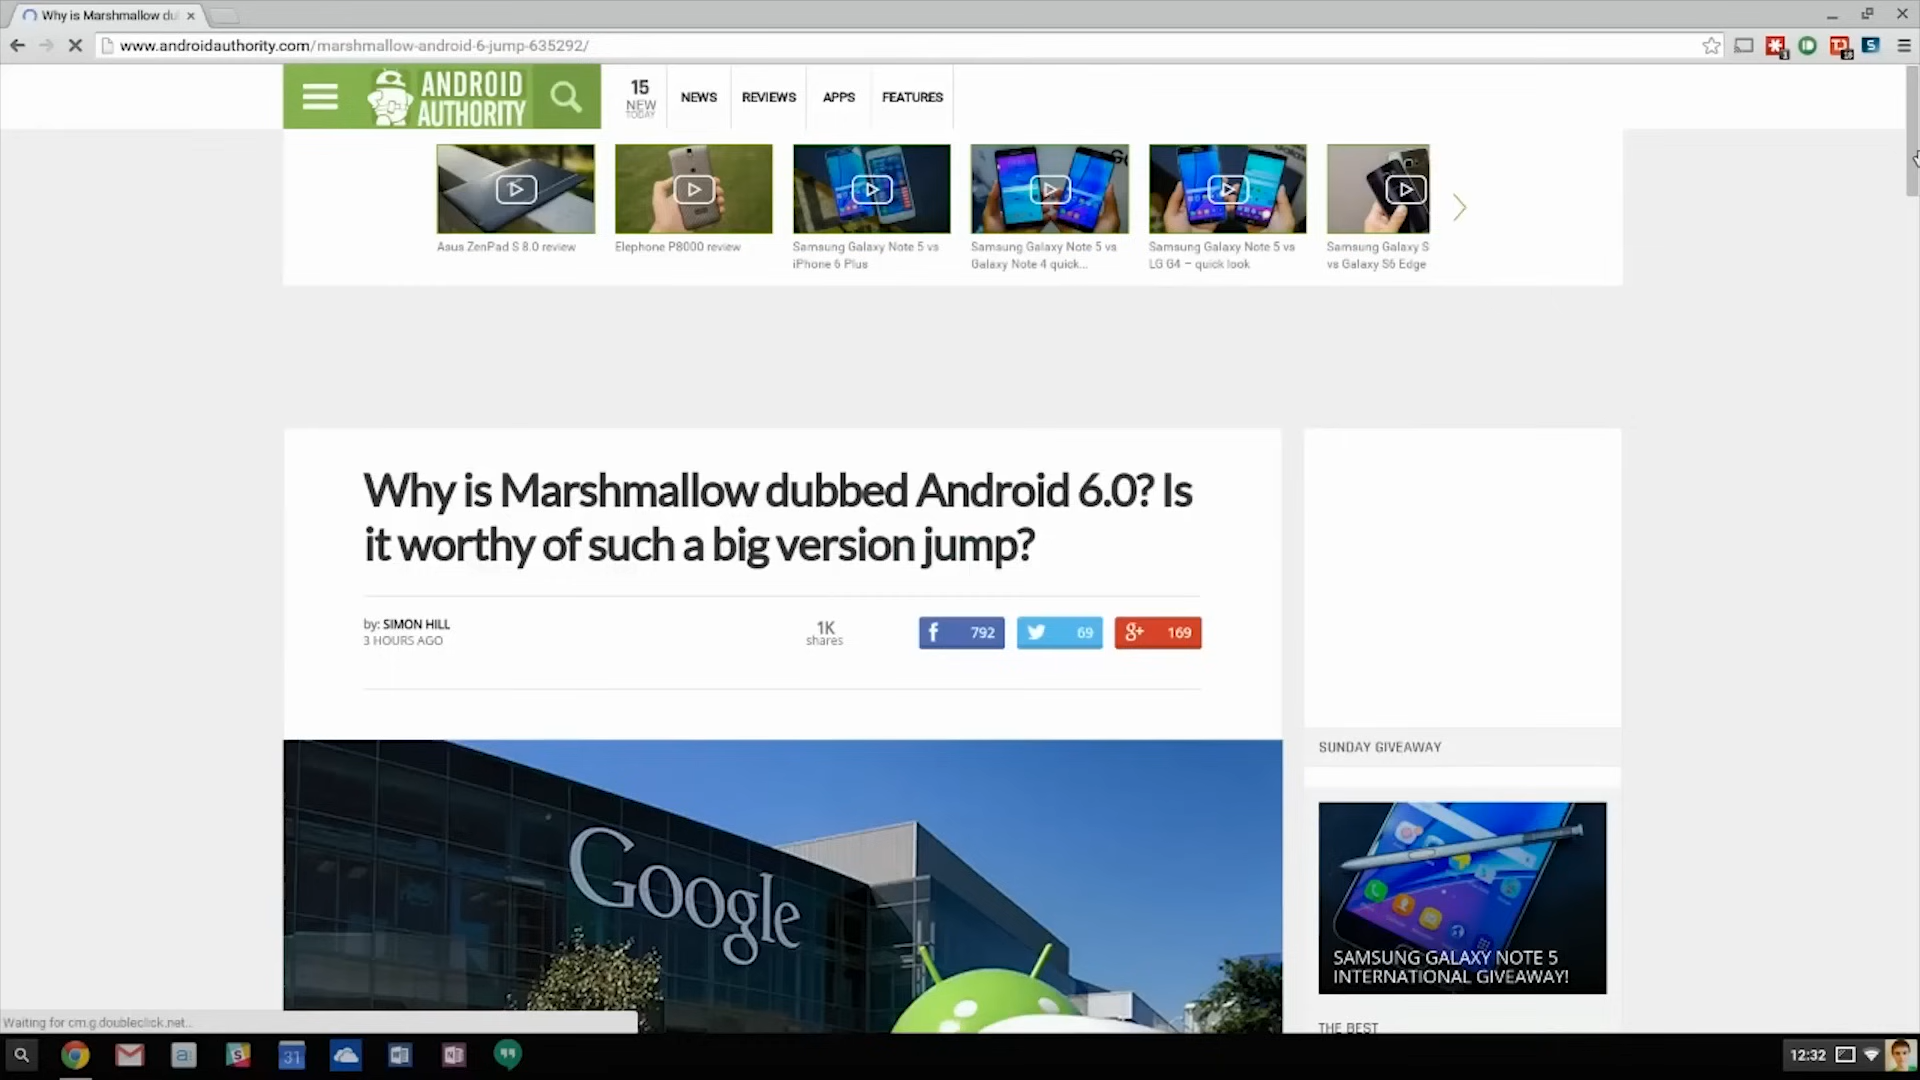 Why is Marshmallow du
www.androidauthority.com/marshmallow-android-6-jump-635292/
ANDROID
AUTHORITY
15
NEW
TODAY
NEWS
REVIEWS
APPS
FEATURES
Asus ZenPad S 8.0 review
Elephone P8000 review
Samsung Galaxy Note 5 vs
iPhone 6 Plus
Samsung Galaxy Note 5 vs
Galaxy Note 4 quick...
Samsung Galaxy Note 5 vs
LG G4 – quick look
Samsung Galaxy S
vs Galaxy S6 Edge
Why is Marshmallow dubbed Android 6.0? Is
it worthy of such a big version jump?
by: SIMON HILL
3 HOURS AGO
1K
shares
792
69
169
SUNDAY GIVEAWAY
Google
SAMSUNG GALAXY NOTE 5
INTERNATIONAL GIVEAWAY!
THE BEST
Waiting for cm.g.doubleclick.net...
31
12:32